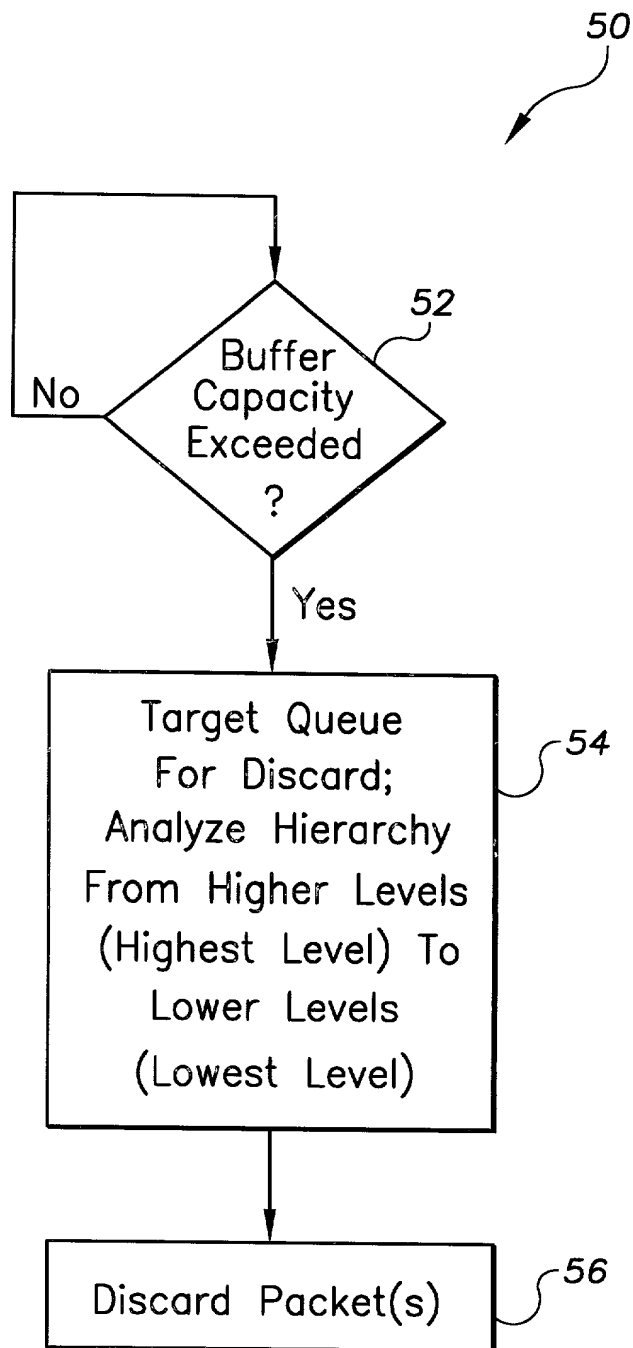 50
52
Buffer
Capacity
Exceeded
?
No
Yes
Target Queue
For Discard;
Analyze Hierarchy
From Higher Levels
(Highest Level) To
Lower Levels
(Lowest Level)
54
Discard Packet(s)
56